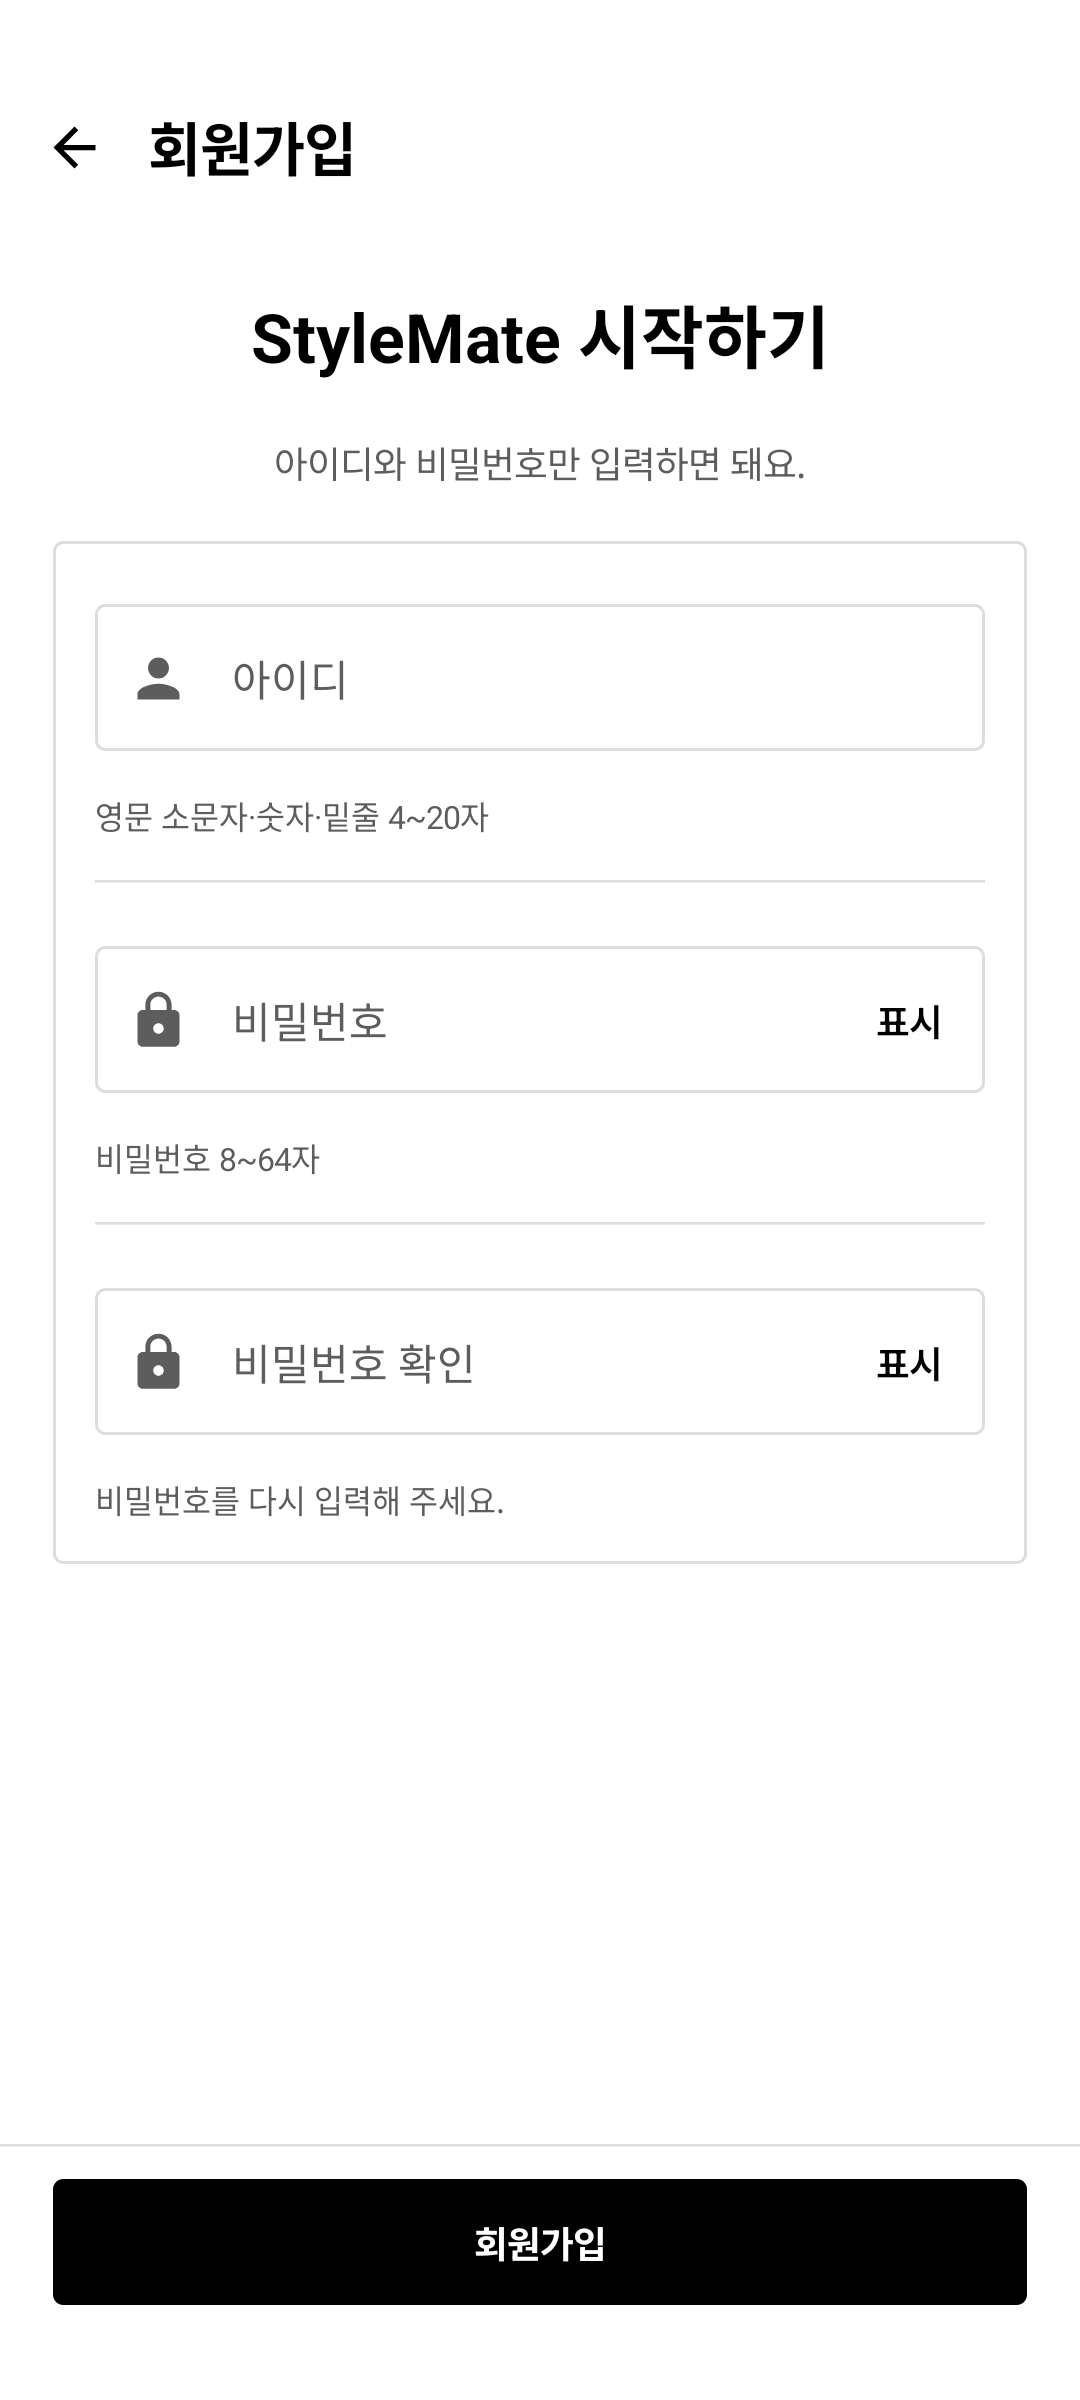 회원가입
StyleMate 시작하기
아이디와 비밀번호만 입력하면 돼요.
아이디
영문 소문자·숫자·밑줄 4~20자
비밀번호 표시
비밀번호 8~64자
비밀번호 확인 표시
비밀번호를 다시 입력해 주세요.
회원가입